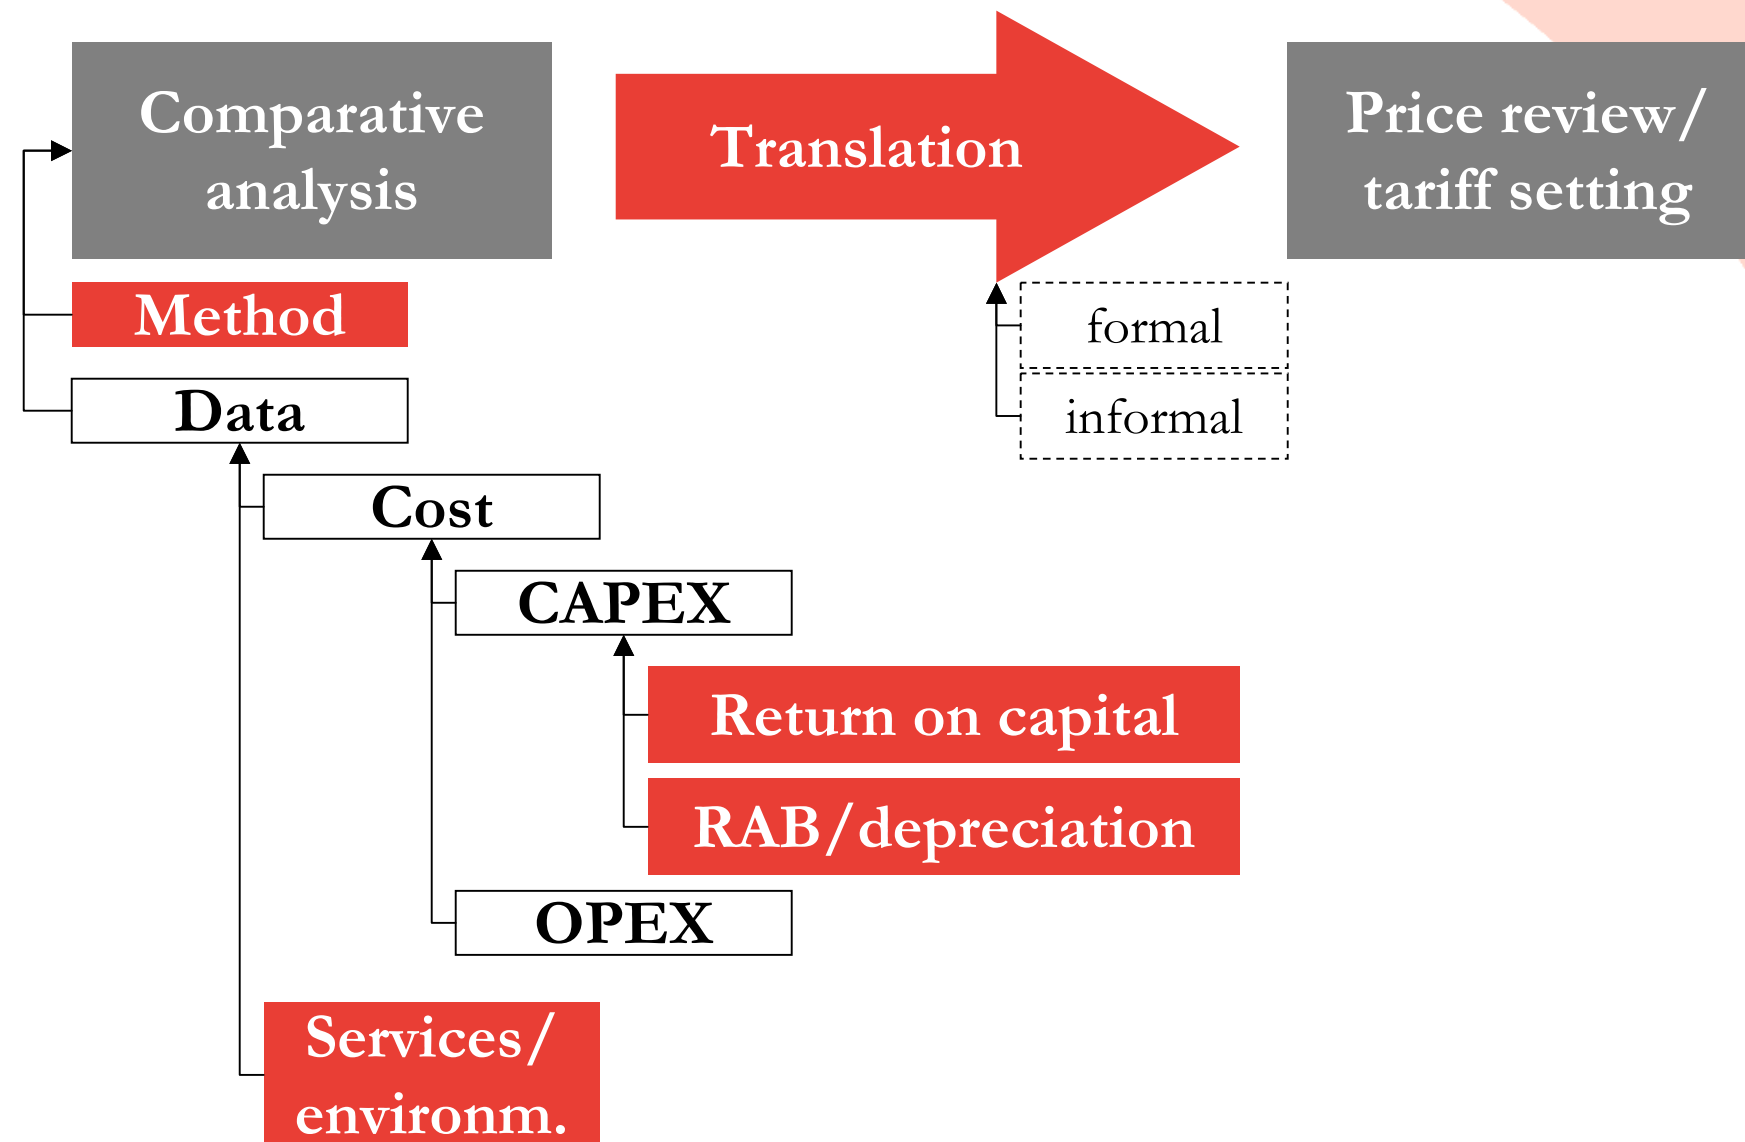 Comparative
analysis
Translation
Price review/
tariff setting
Method
formal
Data
informal
Cost
CAPEX
Return on capital
RAB/depreciation
OPEX
Services/
environm.